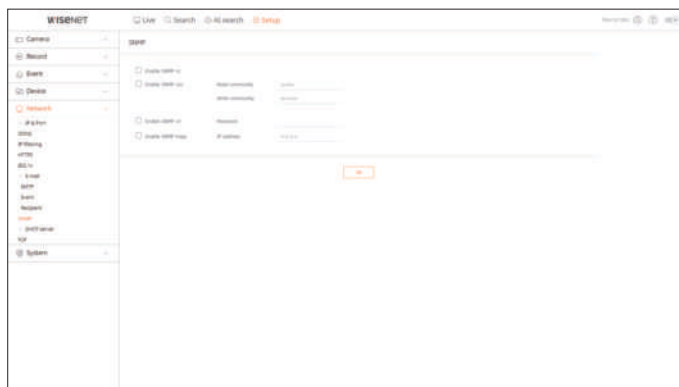 WISENET
Live Search AI search Setup
Camera
SNMP
Record
Event
Device
Network
IP & Port
DDNS
IP filtering
HTTPS
802.1x
E-mail
SMTP
Event
Recipient
SNMP
DHCP server
P2P
System
Enable SNMP v1
Enable SNMP v2c Read community
Write community
Enable SNMP v3 Password
Enable SNMP traps IP address